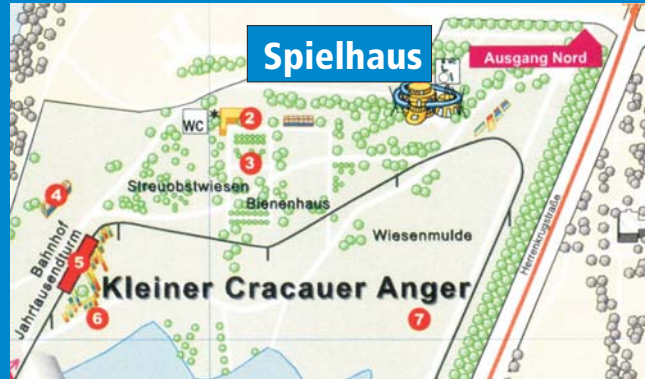 Spielhaus
Ausgang Nord
WC
2
3
Streuobstwiesen
Bienenhaus
4
Wiesenmulde
Herrenkrugstraße
Bahnhof
Jahrtausendturm
5
Kleiner Cracauer Anger
6
7